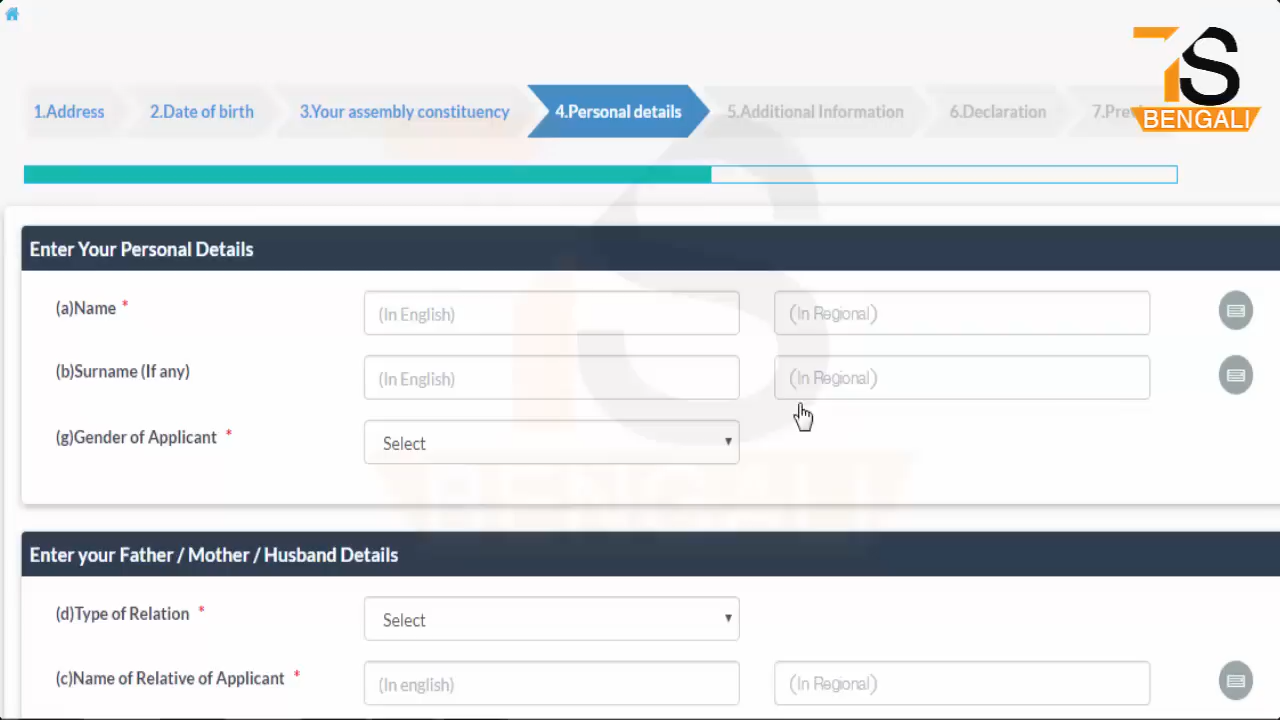 1.Address 2.Date of birth 3.Your assembly constituency 4.Personal details 5.Additional Information 6.Declaration
7S
BENGALI
Enter Your Personal Details
(a)Name * (In English) (In Regional)
(b)Surname (If any) (In English) (In Regional)
(g)Gender of Applicant * Select
Enter your Father / Mother / Husband Details
(d)Type of Relation * Select
(c)Name of Relative of Applicant * (In english) (In Regional)